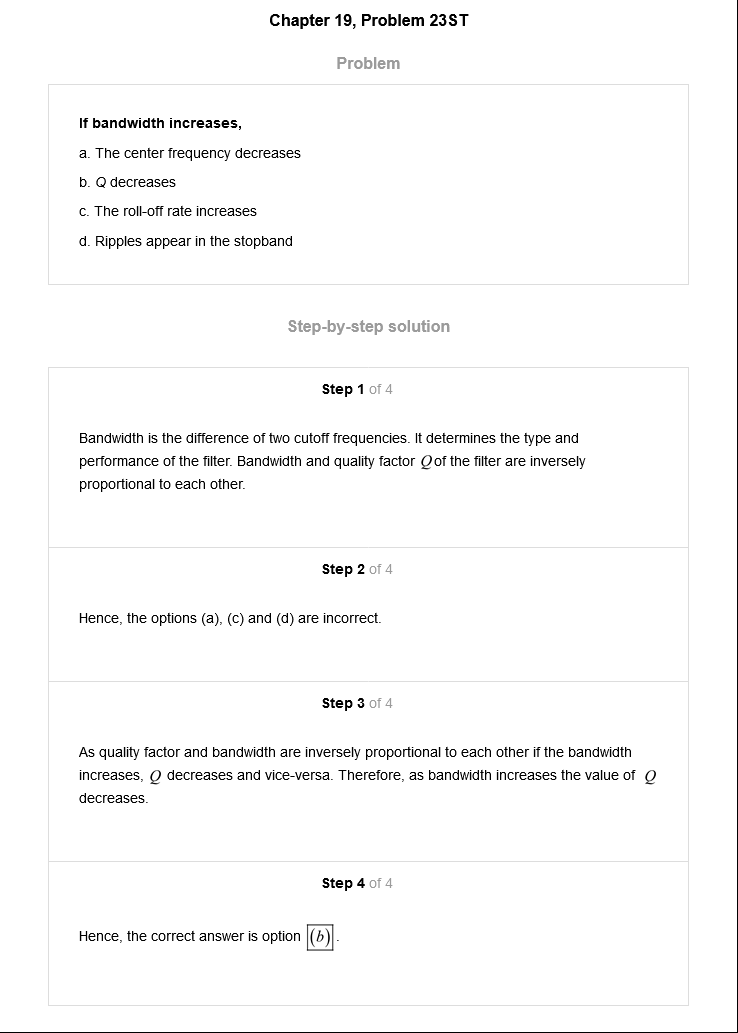 Chapter 19, Problem 23ST
Problem
If bandwidth increases,
a. The center frequency decreases
b. Q decreases
c. The roll-off rate increases
d. Ripples appear in the stopband
Step-by-step solution
Step 1 of 4
Bandwidth is the difference of two cutoff frequencies. It determines the type and
performance of the filter. Bandwidth and quality factor Q of the filter are inversely
proportional to each other.
Step 2 of 4
Hence, the options (a), (c) and (d) are incorrect.
Step 3 of 4
As quality factor and bandwidth are inversely proportional to each other if the bandwidth
increases, Q decreases and vice-versa. Therefore, as bandwidth increases the value of Q
decreases.
Step 4 of 4
Hence, the correct answer is option (b).